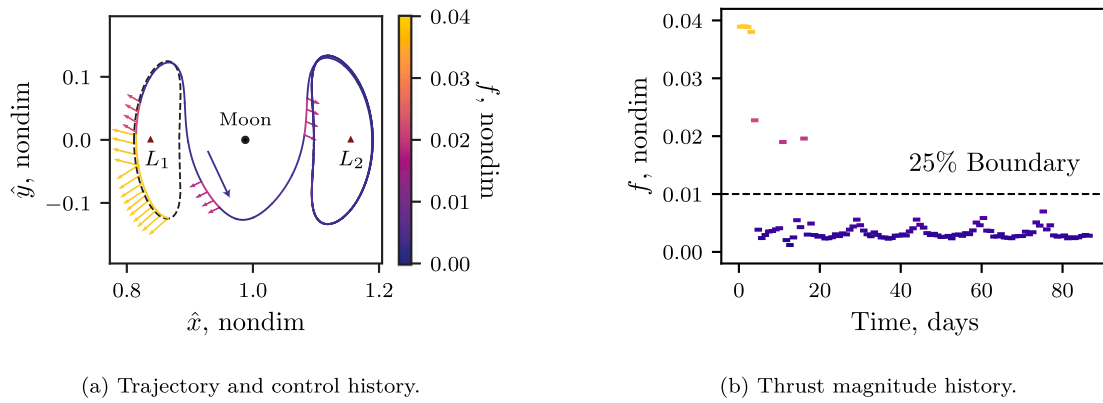 0.1
0.0
−0.1
ŷ, nondim
0.8
1.0
1.2
x̂, nondim
Moon
L₁
L₂
0.04
0.03
0.02
0.01
0.00
f, nondim
(a) Trajectory and control history.
0.04
0.03
0.02
0.01
0.00
f, nondim
25% Boundary
0
20
40
60
80
Time, days
(b) Thrust magnitude history.